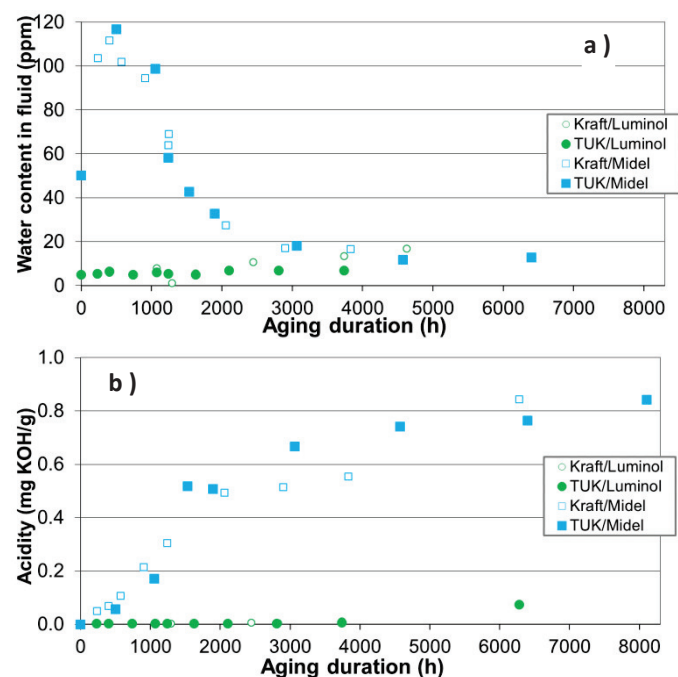 a )
Water content in fluid (ppm)
120
100
80
60
40
20
0
Kraft/Luminol
TUK/Luminol
Kraft/Midel
TUK/Midel
0 1000 2000 3000 4000 5000 6000 7000 8000
Aging duration (h)
b )
Acidity (mg KOH/g)
1.0
0.8
0.6
0.4
0.2
0.0
Kraft/Luminol
TUK/Luminol
Kraft/Midel
TUK/Midel
0 1000 2000 3000 4000 5000 6000 7000 8000
Aging duration (h)